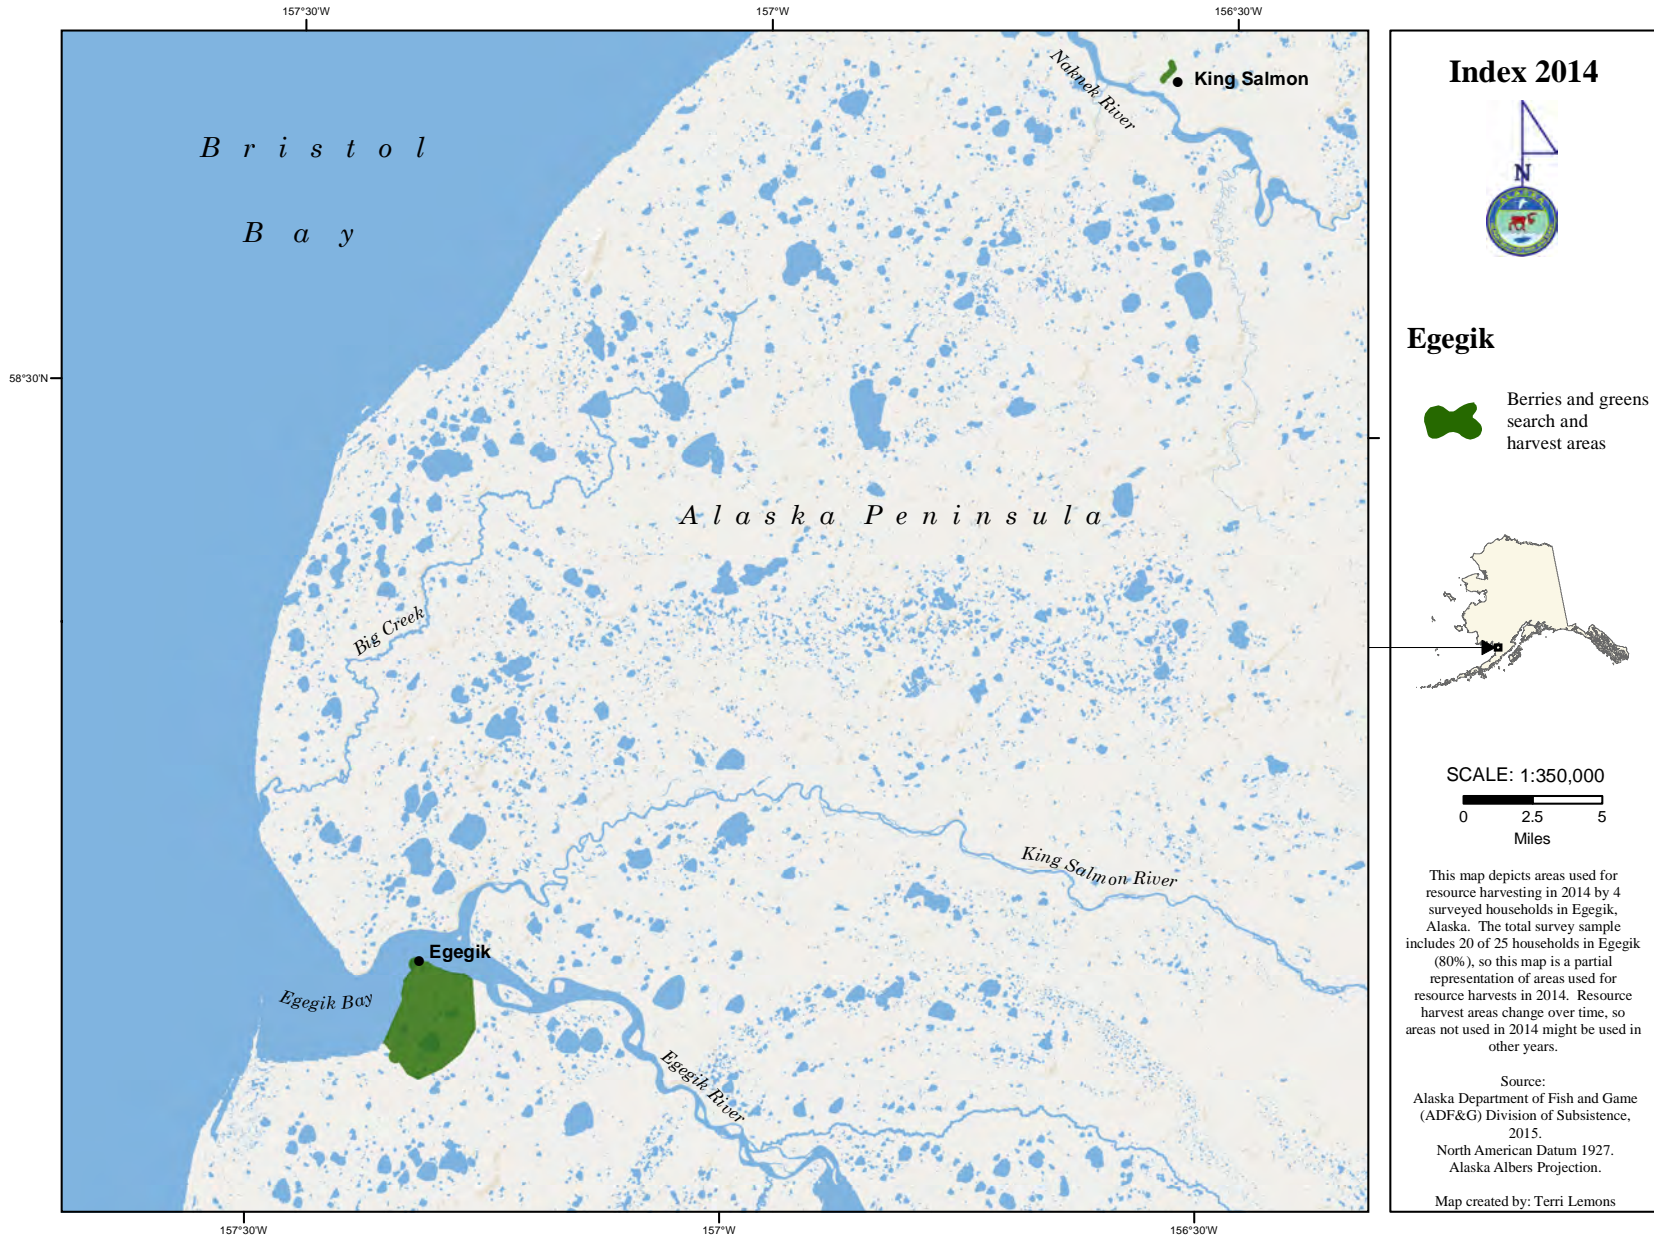 157°30'W
157°W
156°30'W
Naknek River
King Salmon
Bristol
Bay
58°30'N
Alaska Peninsula
Big Creek
King Salmon River
Egegik
Egegik Bay
Egegik River
157°30'W
157°W
156°30'W
Index 2014
N
Egegik
Berries and greens
search and
harvest areas
SCALE: 1:350,000
0 2.5 5
Miles
This map depicts areas used for
resource harvesting in 2014 by 4
surveyed households in Egegik,
Alaska. The total survey sample
includes 20 of 25 households in Egegik
(80%), so this map is a partial
representation of areas used for
resource harvests in 2014. Resource
harvest areas change over time, so
areas not used in 2014 might be used in
other years.
Source:
Alaska Department of Fish and Game
(ADF&G) Division of Subsistence,
2015.
North American Datum 1927.
Alaska Albers Projection.
Map created by: Terri Lemons